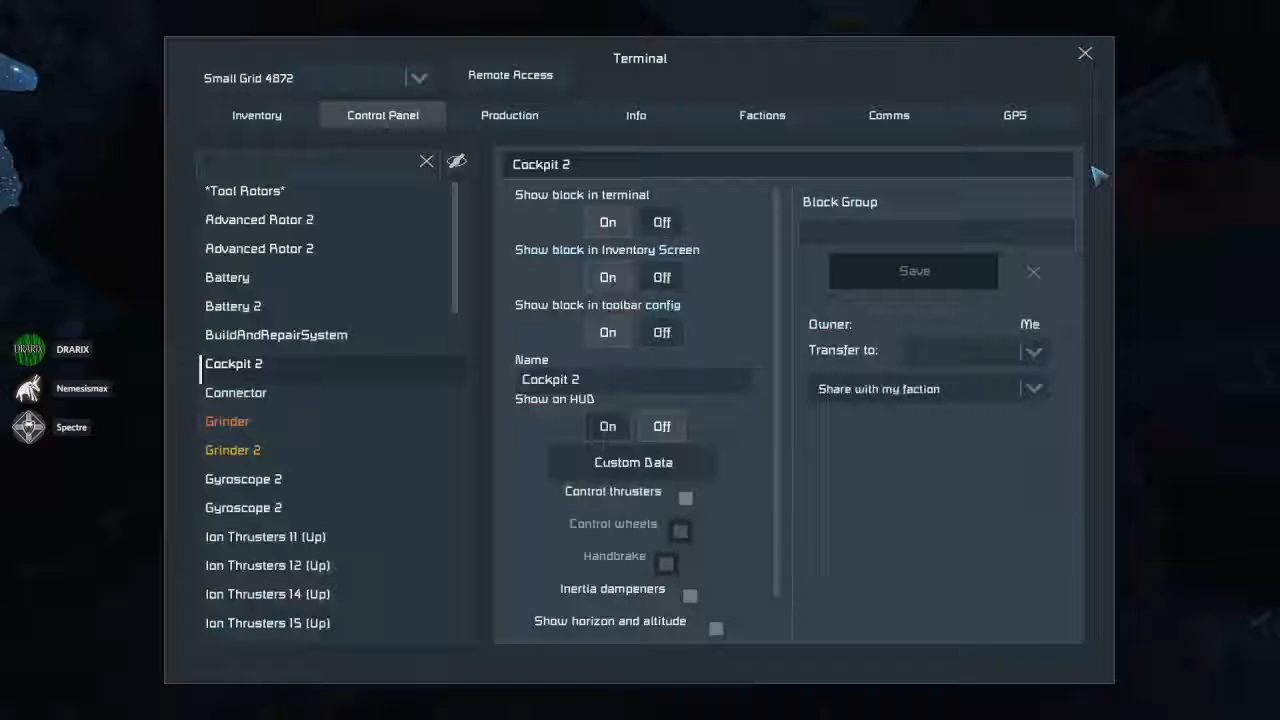 Terminal
Small Grid 4872
Remote Access
Inventory
Control Panel
Production
Info
Factions
Comms
GPS
*Tool Rotors*
Advanced Rotor 2
Advanced Rotor 2
Battery
Battery 2
BuildAndRepairSystem
Cockpit 2
Connector
Grinder
Grinder 2
Gyroscope 2
Gyroscope 2
Ion Thrusters 11 (Up)
Ion Thrusters 12 (Up)
Ion Thrusters 14 (Up)
Ion Thrusters 15 (Up)
Cockpit 2
Show block in terminal
On Off
Show block in Inventory Screen
On Off
Show block in toolbar config
On Off
Name
Cockpit 2
Show on HUD
On Off
Custom Data
Control thrusters
Control wheels
Handbrake
Inertia dampeners
Show horizon and altitude
Block Group
Save
Owner: Me
Transfer to:
Share with my faction
DRARIX
DRARIX
Nemesismax
Spectre